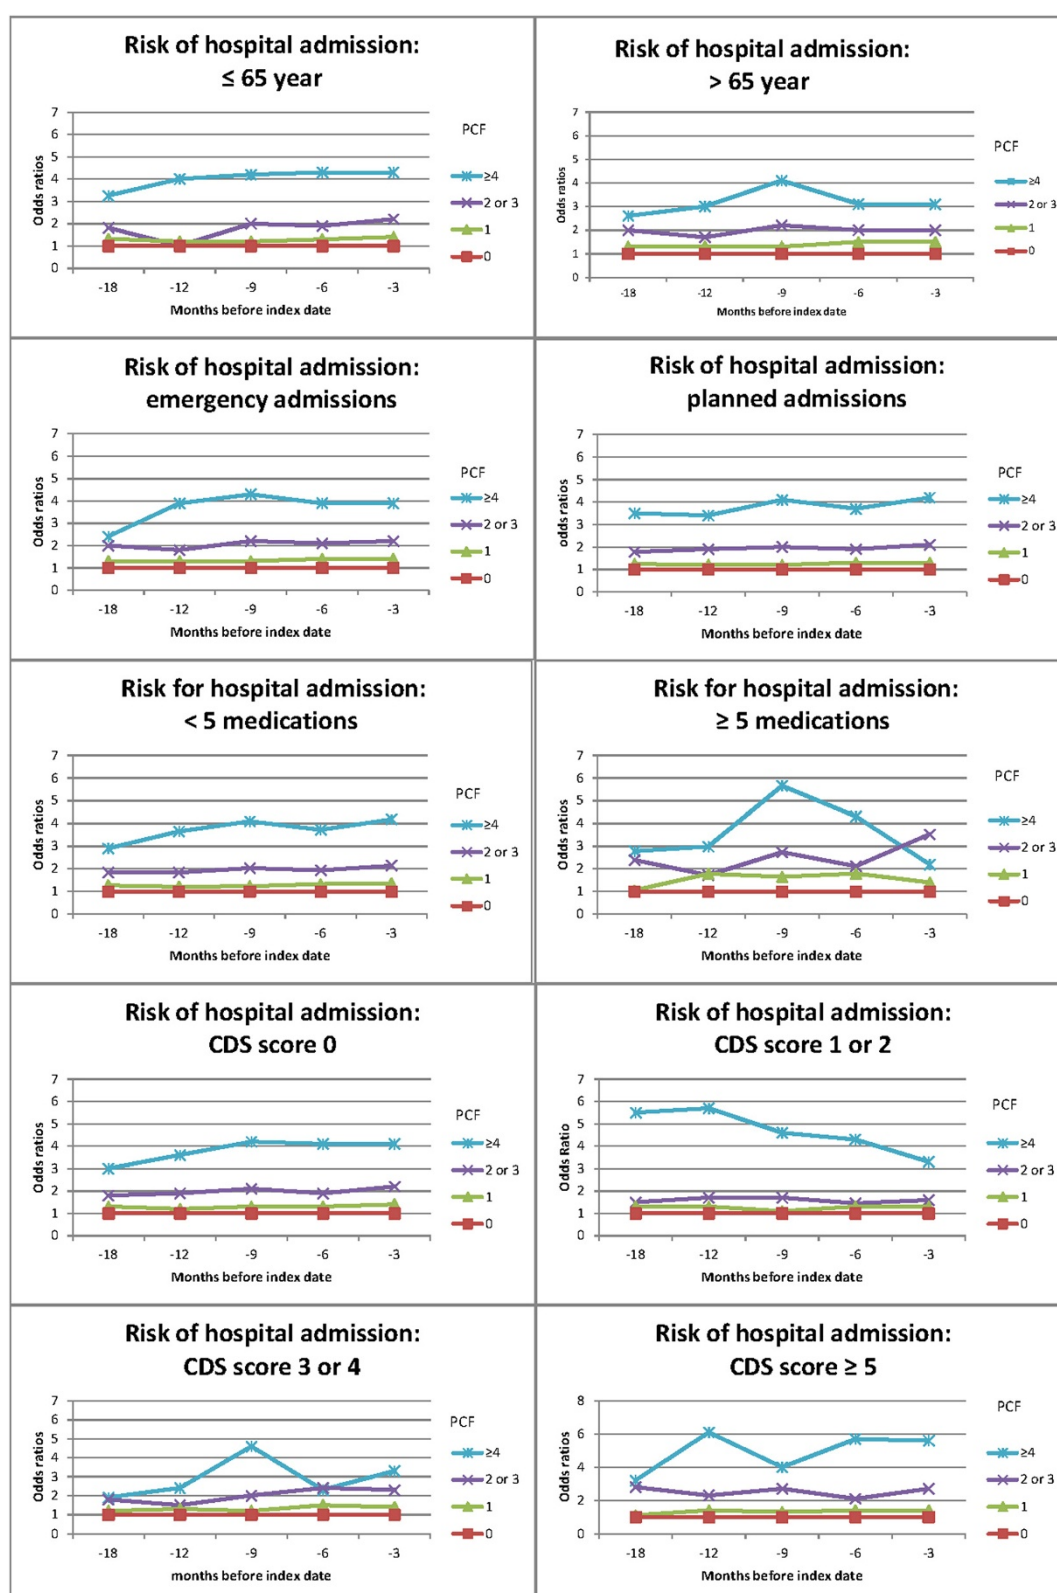 Risk of hospital admission:
≤ 65 year
7
6
5
4
3
2
1
0
Odds ratios
-18 -12 -9 -6 -3
Months before index date
PCF
≥4
2 or 3
1
0
Risk of hospital admission:
> 65 year
7
6
5
4
3
2
1
0
Odds ratios
-18 -12 -9 -6 -3
Months before index date
PCF
≥4
2 or 3
1
0
Risk of hospital admission:
emergency admissions
7
6
5
4
3
2
1
0
Odds ratios
-18 -12 -9 -6 -3
Months before index date
PCF
≥4
2 or 3
1
0
Risk of hospital admission:
planned admissions
7
6
5
4
3
2
1
0
odds ratios
-18 -12 -9 -6 -3
Months before index date
PCF
≥4
2 or 3
1
0
Risk for hospital admission:
< 5 medications
7
6
5
4
3
2
1
0
Odds ratios
-18 -12 -9 -6 -3
Months before index date
PCF
≥4
2 or 3
1
0
Risk for hospital admission:
≥ 5 medications
7
6
5
4
3
2
1
0
Odds ratios
-18 -12 -9 -6 -3
Months before index date
PCF
≥4
2 or 3
1
0
Risk of hospital admission:
CDS score 0
7
6
5
4
3
2
1
0
Odds ratios
-18 -12 -9 -6 -3
Months before index date
PCF
≥4
2 or 3
1
0
Risk of hospital admission:
CDS score 1 or 2
7
6
5
4
3
2
1
0
Odds Ratio
-18 -12 -9 -6 -3
Months before index date
PCF
≥4
2 or 3
1
0
Risk of hospital admission:
CDS score 3 or 4
7
6
5
4
3
2
1
0
Odds ratios
-18 -12 -9 -6 -3
months before index date
PCF
≥4
2 or 3
1
0
Risk of hospital admission:
CDS score ≥ 5
8
6
4
2
0
Odds ratios
-18 -12 -9 -6 -3
Months before index date
PCF
≥4
2 or 3
1
0